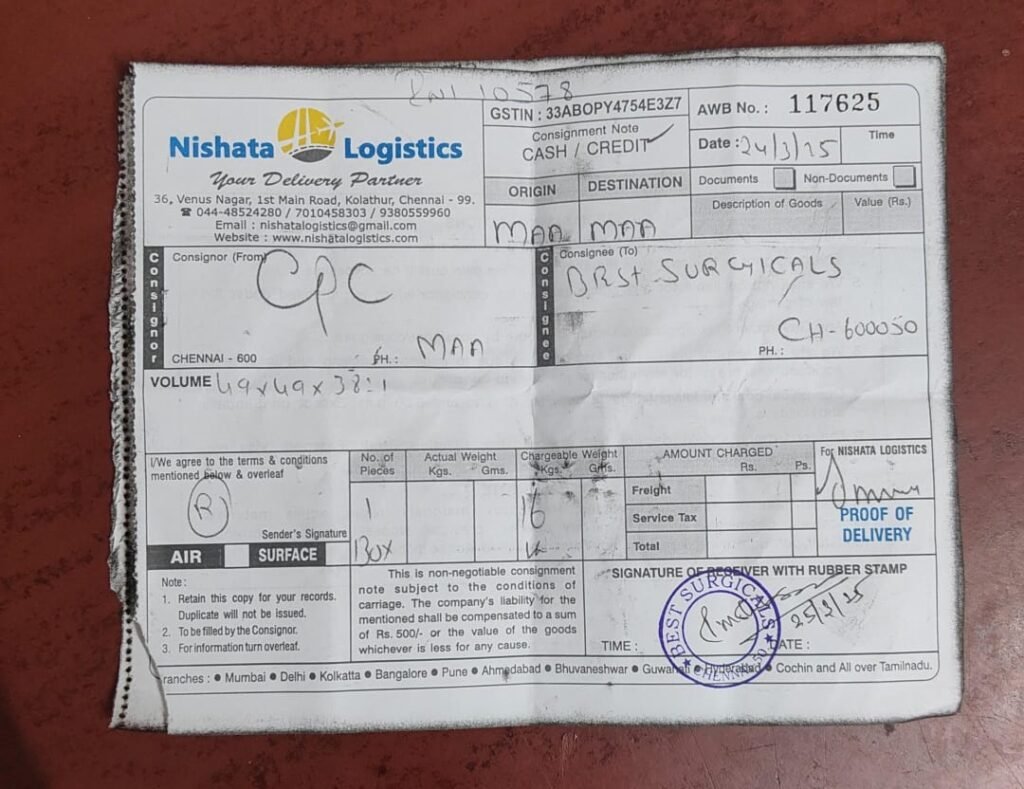 10578
Nishata Logistics
Your Delivery Partner
36, Venus Nagar, 1st Main Road, Kolathur, Chennai - 99.
☎ 044-48524280 / 7010458303 / 9380559960
Email : nishatalogistics@gmail.com
Website : www.nishatalogistics.com
GSTIN : 33ABOPY4754E3Z7
Consignment Note
CASH / CREDIT
ORIGIN DESTINATION
MAA MAA
AWB No. : 117625
Date : 24/3/25 Time
Documents Non-Documents
Description of Goods Value (Rs.)
Consignor
Consignor (From)
CPC
CHENNAI - 600 PH. : MAA
Consignee
Consignee (To)
BEST SURGICALS
CH-600050
PH. :
VOLUME 49x49x38:1
I/We agree to the terms & conditions
mentioned below & overleaf
R
Sender's Signature
AIR SURFACE
No. of
Pieces
1
BOX
Actual Weight
Kgs. Gms.
Chargeable Weight
Kgs. Gms.
16
AMOUNT CHARGED
Rs. Ps.
Freight
Service Tax
Total
For NISHATA LOGISTICS
PROOF OF
DELIVERY
Note :
1. Retain this copy for your records.
Duplicate will not be issued.
2. To be filled by the Consignor.
3. For information turn overleaf.
This is non-negotiable consignment
note subject to the conditions of
carriage. The company's liability for the
mentioned shall be compensated to a sum
of Rs. 500/- or the value of the goods
whichever is less for any cause.
SIGNATURE OF RECEIVER WITH RUBBER STAMP
BEST SURGICALS
CHENNAI-50
25/3/25
TIME : DATE :
Branches : ● Mumbai ● Delhi ● Kolkatta ● Bangalore ● Pune ● Ahmedabad ● Bhuvaneshwar ● Guwahati ● Hyderabad ● Cochin and All over Tamilnadu.